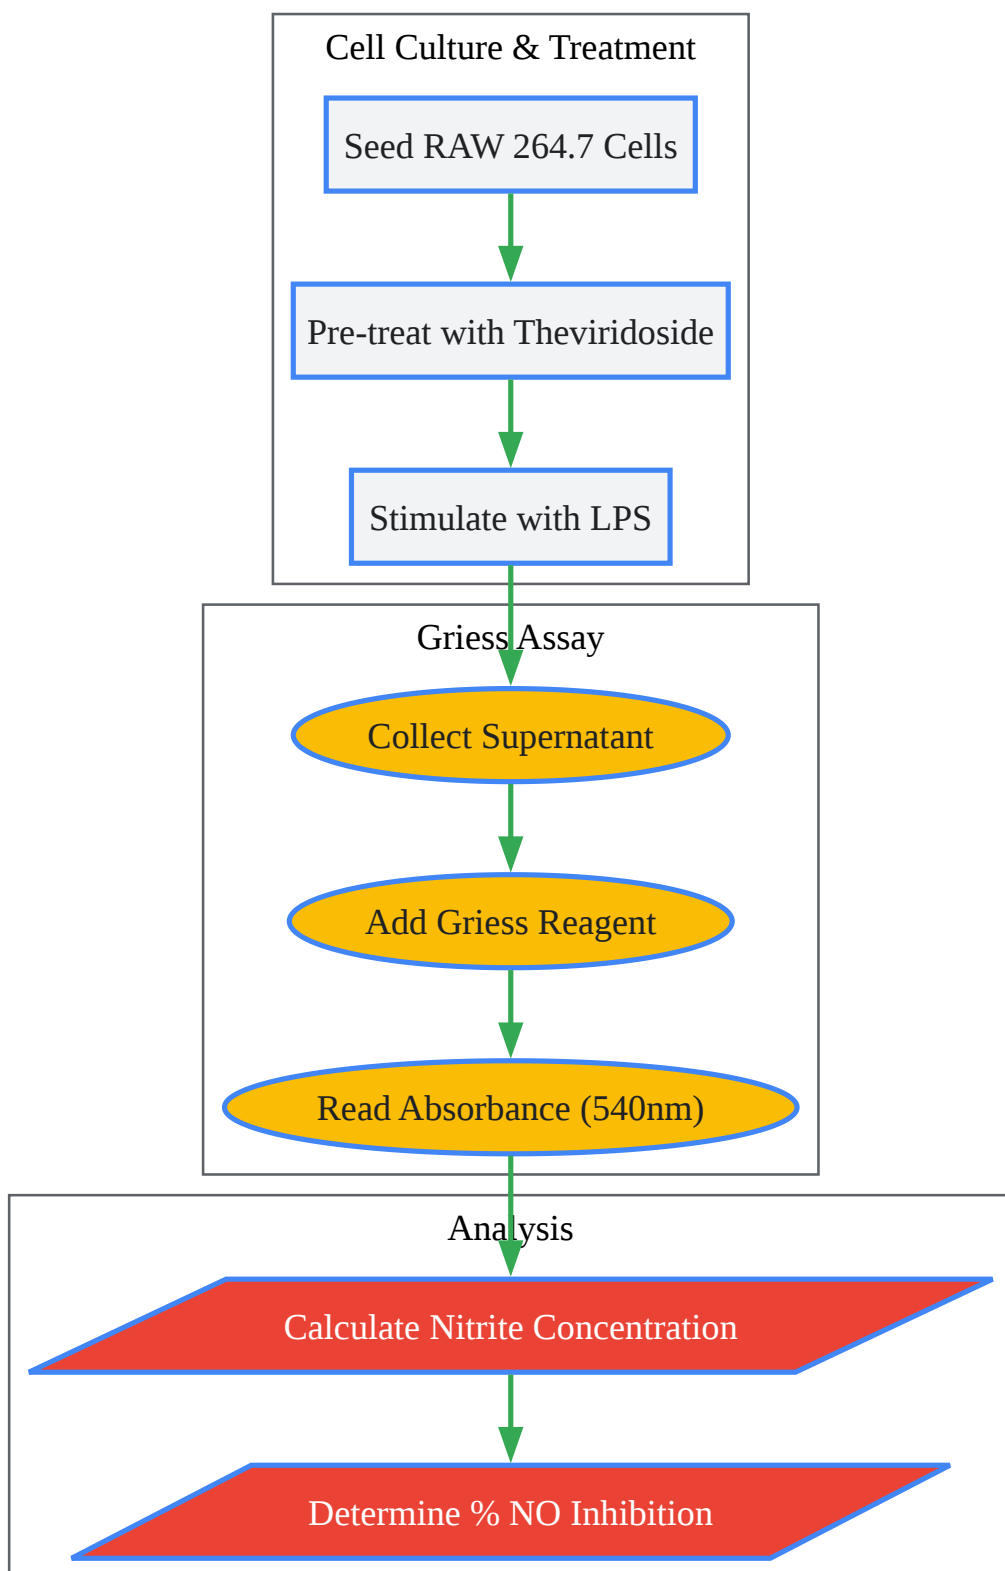 Cell Culture & Treatment
Seed RAW 264.7 Cells
Pre-treat with Theviridoside
Stimulate with LPS
Griess Assay
Collect Supernatant
Add Griess Reagent
Read Absorbance (540nm)
Analysis
Calculate Nitrite Concentration
Determine % NO Inhibition